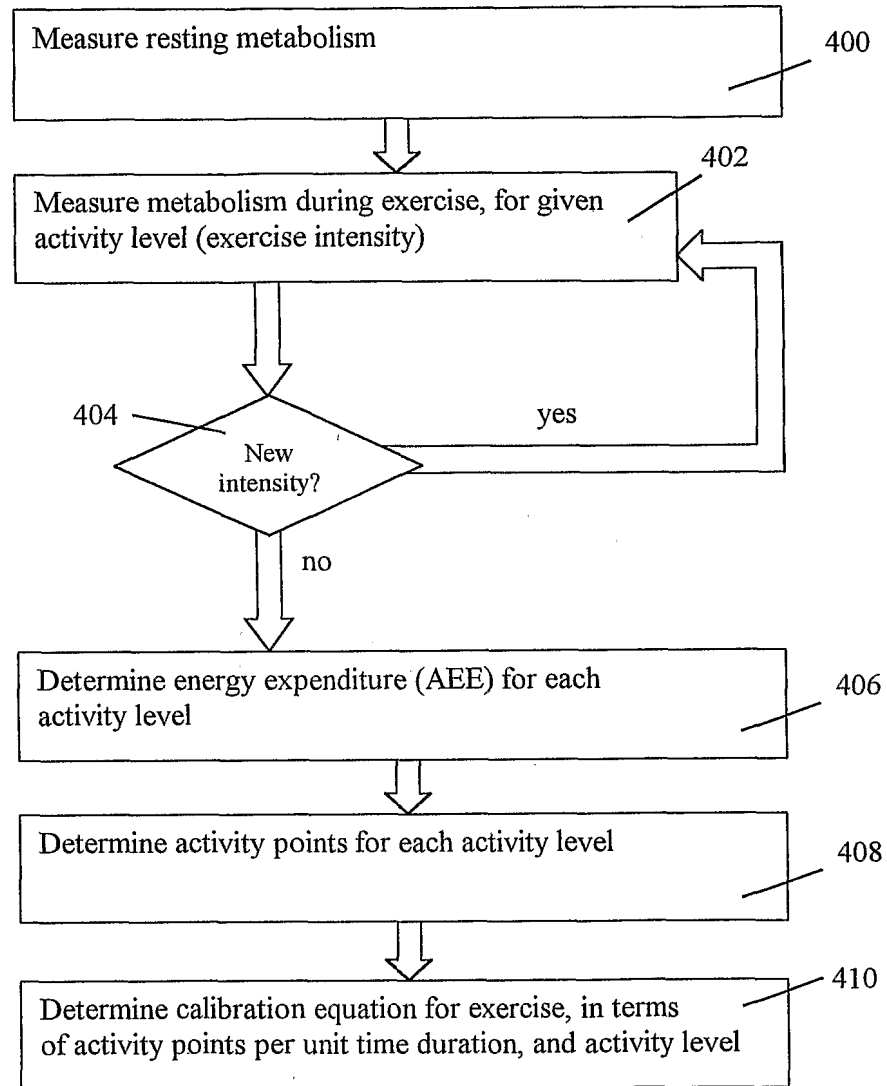 Measure resting metabolism
400
402
Measure metabolism during exercise, for given
activity level (exercise intensity)
404
yes
New
intensity?
no
Determine energy expenditure (AEE) for each
activity level
406
Determine activity points for each activity level
408
410
Determine calibration equation for exercise, in terms
of activity points per unit time duration, and activity level